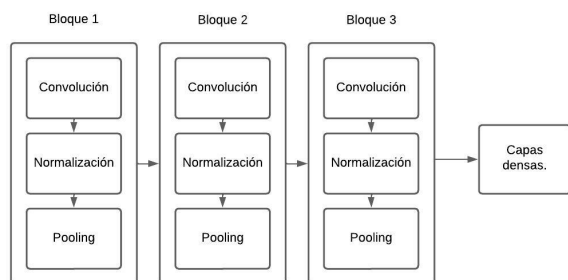 Bloque 1
Convolución
Normalización
Pooling
Bloque 2
Convolución
Normalización
Pooling
Bloque 3
Convolución
Normalización
Pooling
Capas
densas.